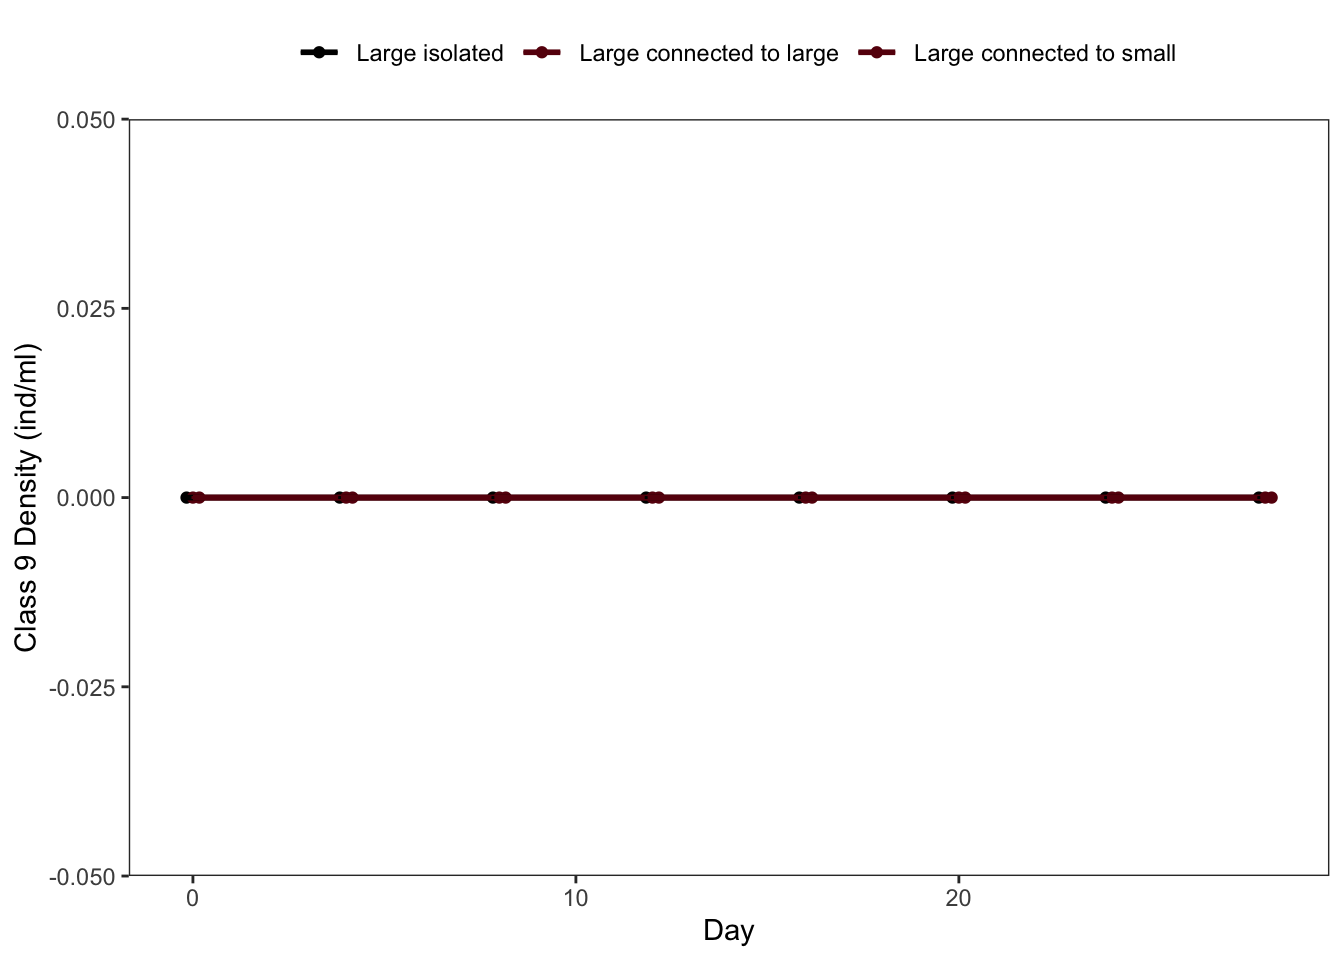 Large isolated Large connected to large Large connected to small
0.050
0.025
0.000
-0.025
-0.050
Class 9 Density (ind/ml)
0 10 20
Day